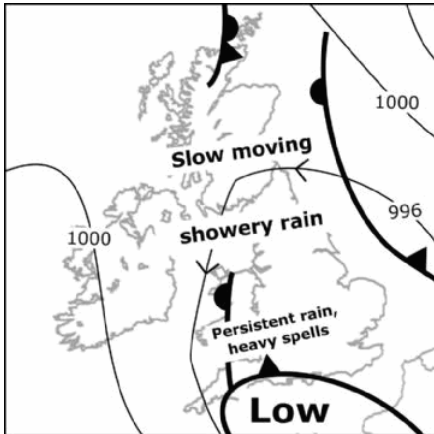 1000
Slow moving
996
showery rain
1000
Persistent rain,
heavy spells
Low